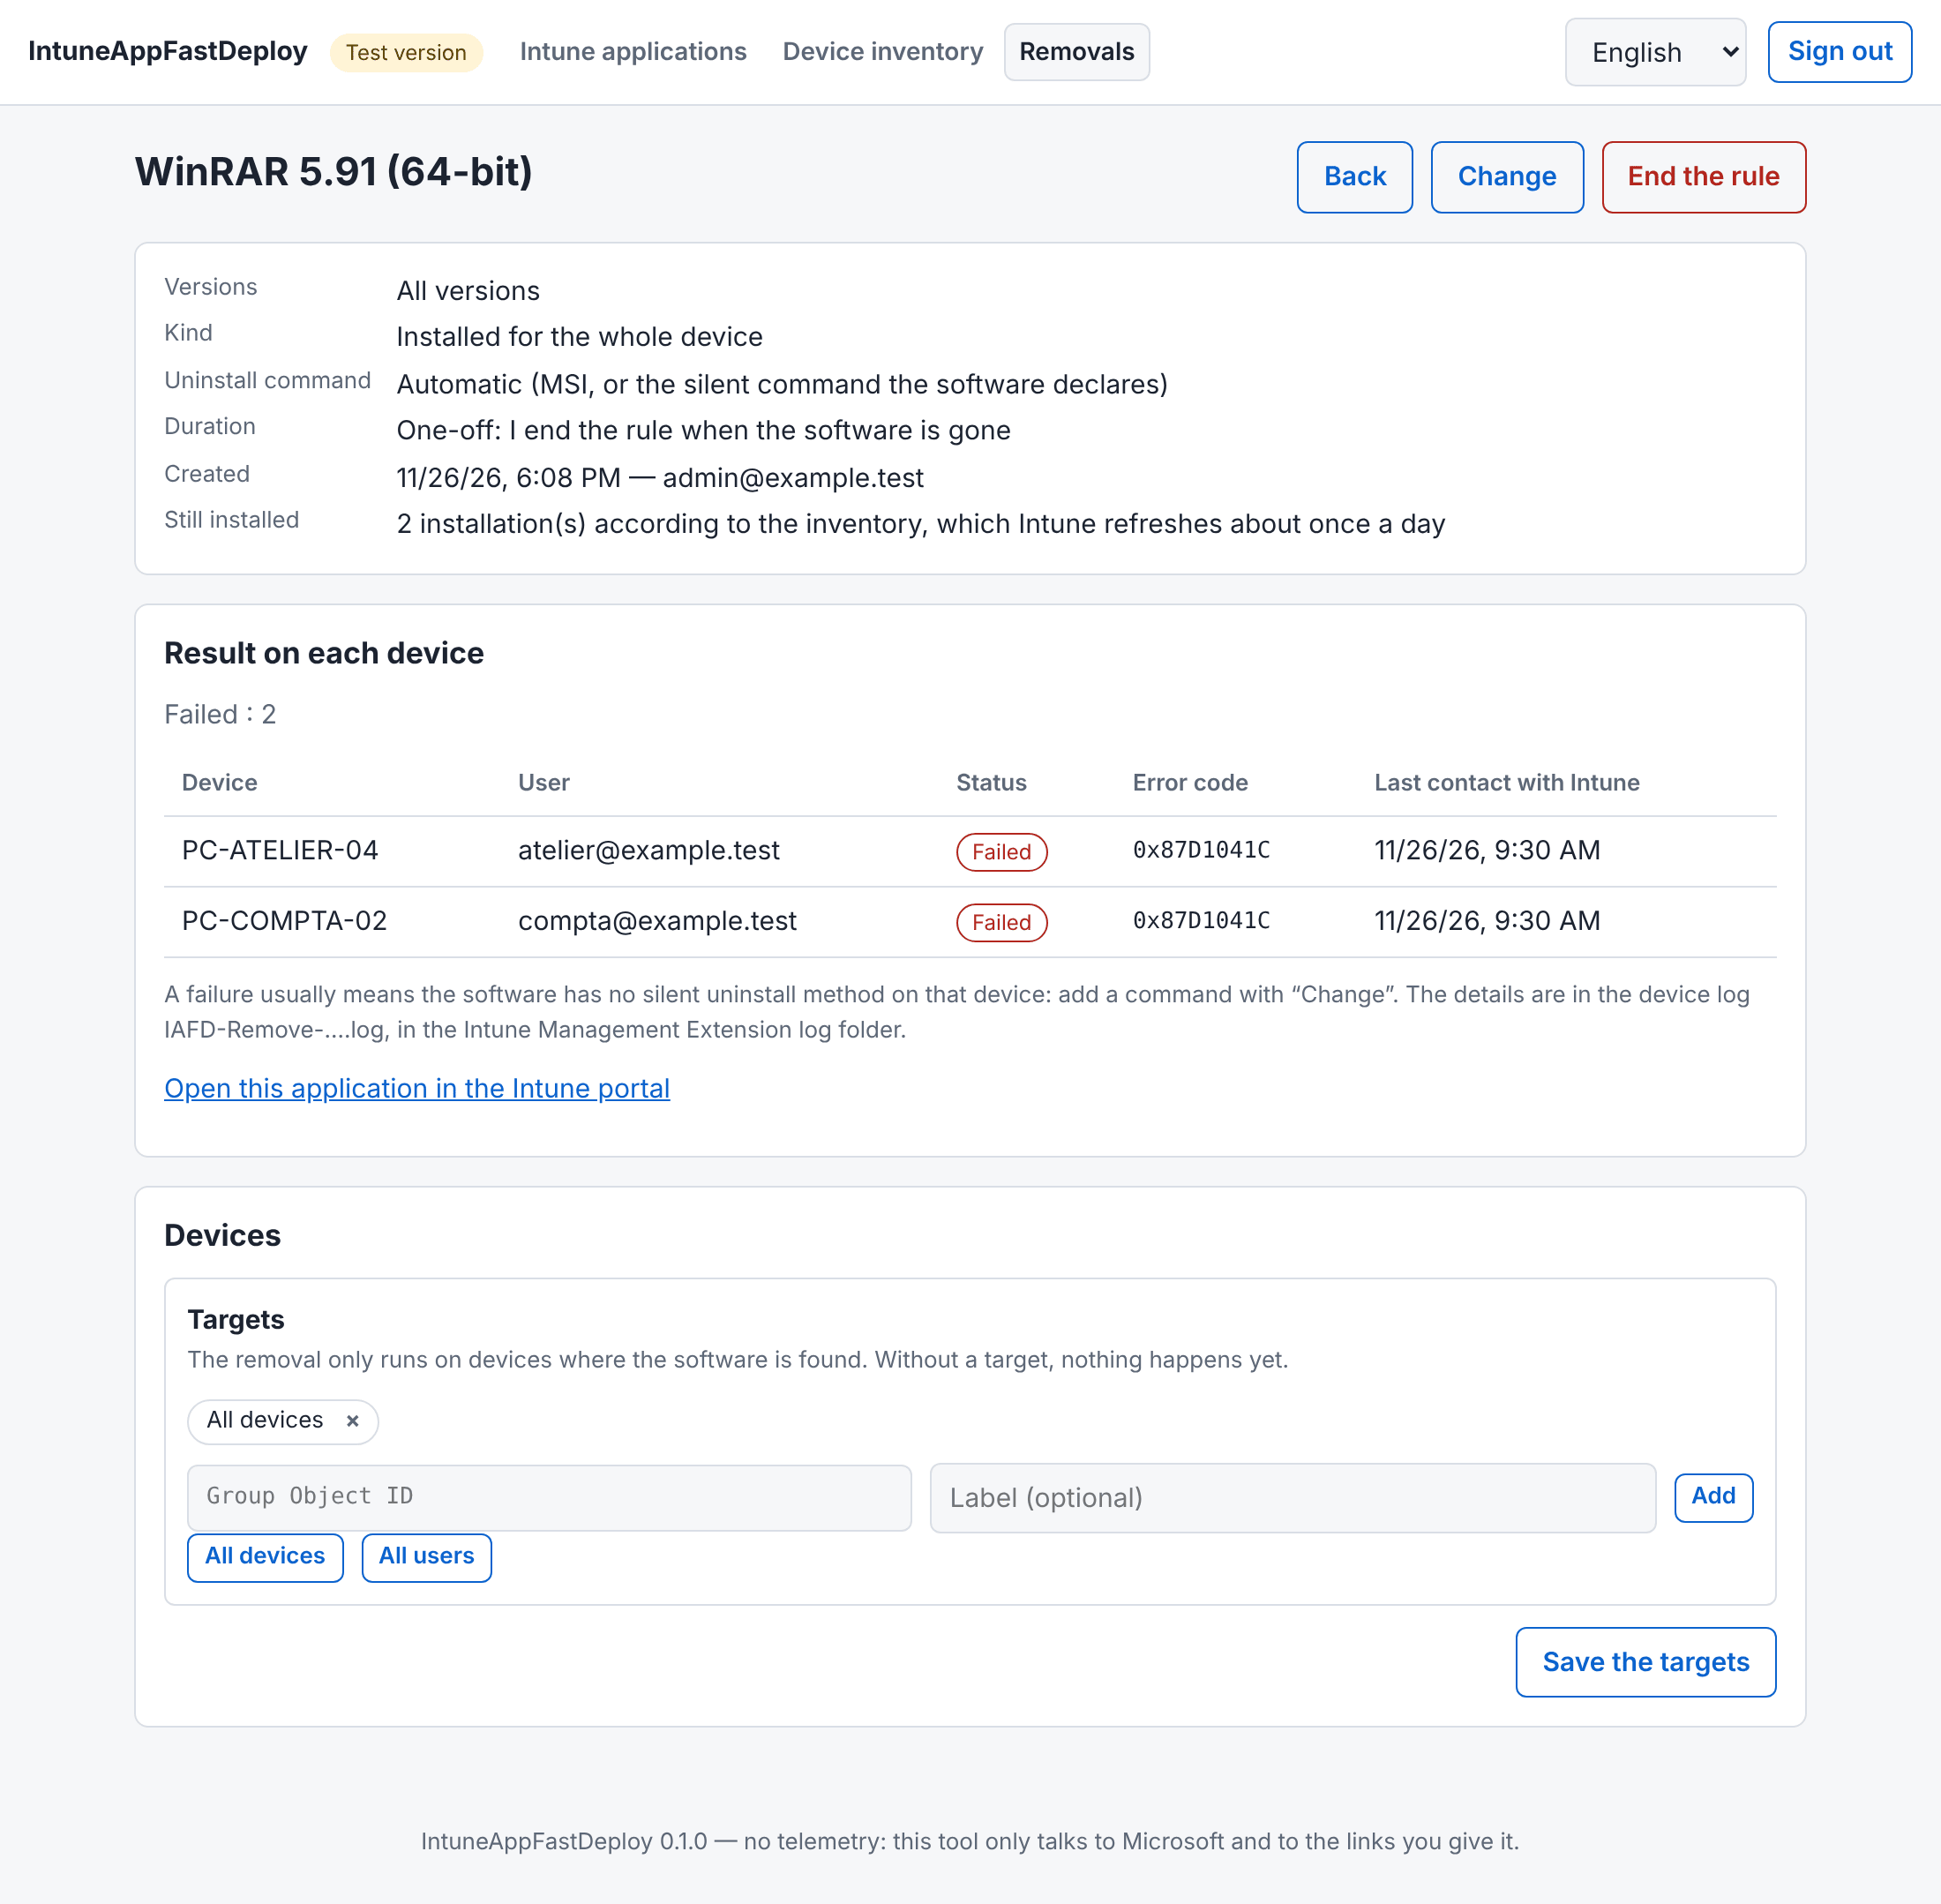 IntuneAppFastDeploy Test version Intune applications Device inventory Removals English Sign out
WinRAR 5.91 (64-bit) Back Change End the rule
Versions All versions
Kind Installed for the whole device
Uninstall command Automatic (MSI, or the silent command the software declares)
Duration One-off: I end the rule when the software is gone
Created 11/26/26, 6:08 PM — admin@example.test
Still installed 2 installation(s) according to the inventory, which Intune refreshes about once a day
Result on each device
Failed : 2
Device User Status Error code Last contact with Intune
PC-ATELIER-04 atelier@example.test Failed 0x87D1041C 11/26/26, 9:30 AM
PC-COMPTA-02 compta@example.test Failed 0x87D1041C 11/26/26, 9:30 AM
A failure usually means the software has no silent uninstall method on that device: add a command with “Change”. The details are in the device log
IAFD-Remove-....log, in the Intune Management Extension log folder.
Open this application in the Intune portal
Devices
Targets
The removal only runs on devices where the software is found. Without a target, nothing happens yet.
All devices ×
Group Object ID Label (optional) Add
All devices All users
Save the targets
IntuneAppFastDeploy 0.1.0 — no telemetry: this tool only talks to Microsoft and to the links you give it.